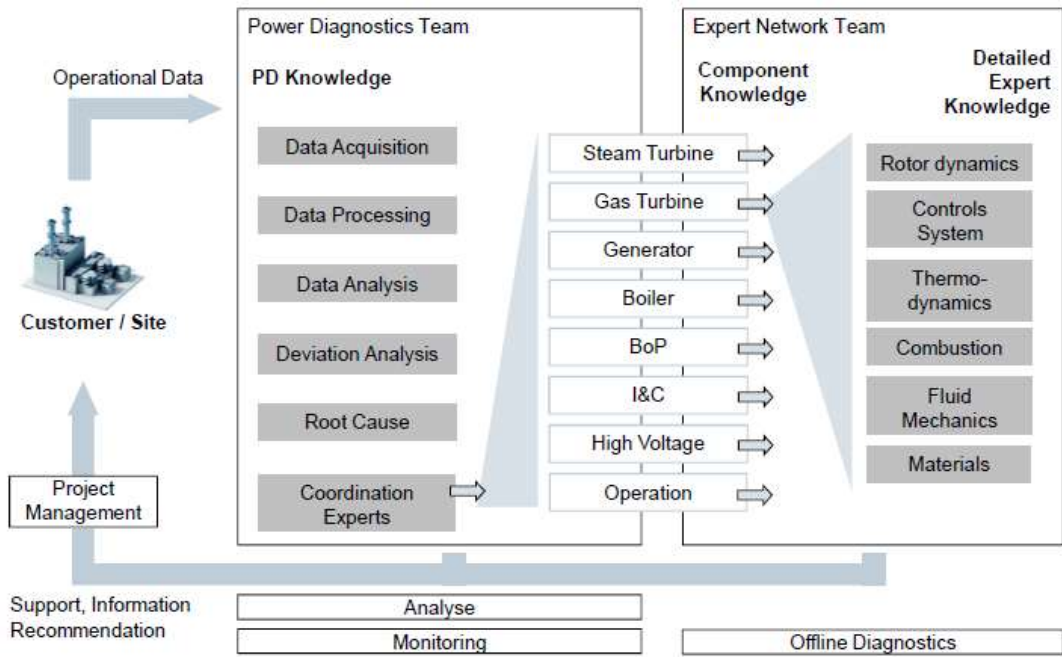 Power Diagnostics Team
Expert Network Team
Operational Data
PD Knowledge
Component
Knowledge
Detailed
Expert
Knowledge
Data Acquisition
Data Processing
Data Analysis
Deviation Analysis
Root Cause
Coordination
Experts
Steam Turbine
Gas Turbine
Generator
Boiler
BoP
I&C
High Voltage
Operation
Rotor dynamics
Controls
System
Thermo-
dynamics
Combustion
Fluid
Mechanics
Materials
Customer / Site
Project
Management
Support, Information
Recommendation
Analyse
Monitoring
Offline Diagnostics